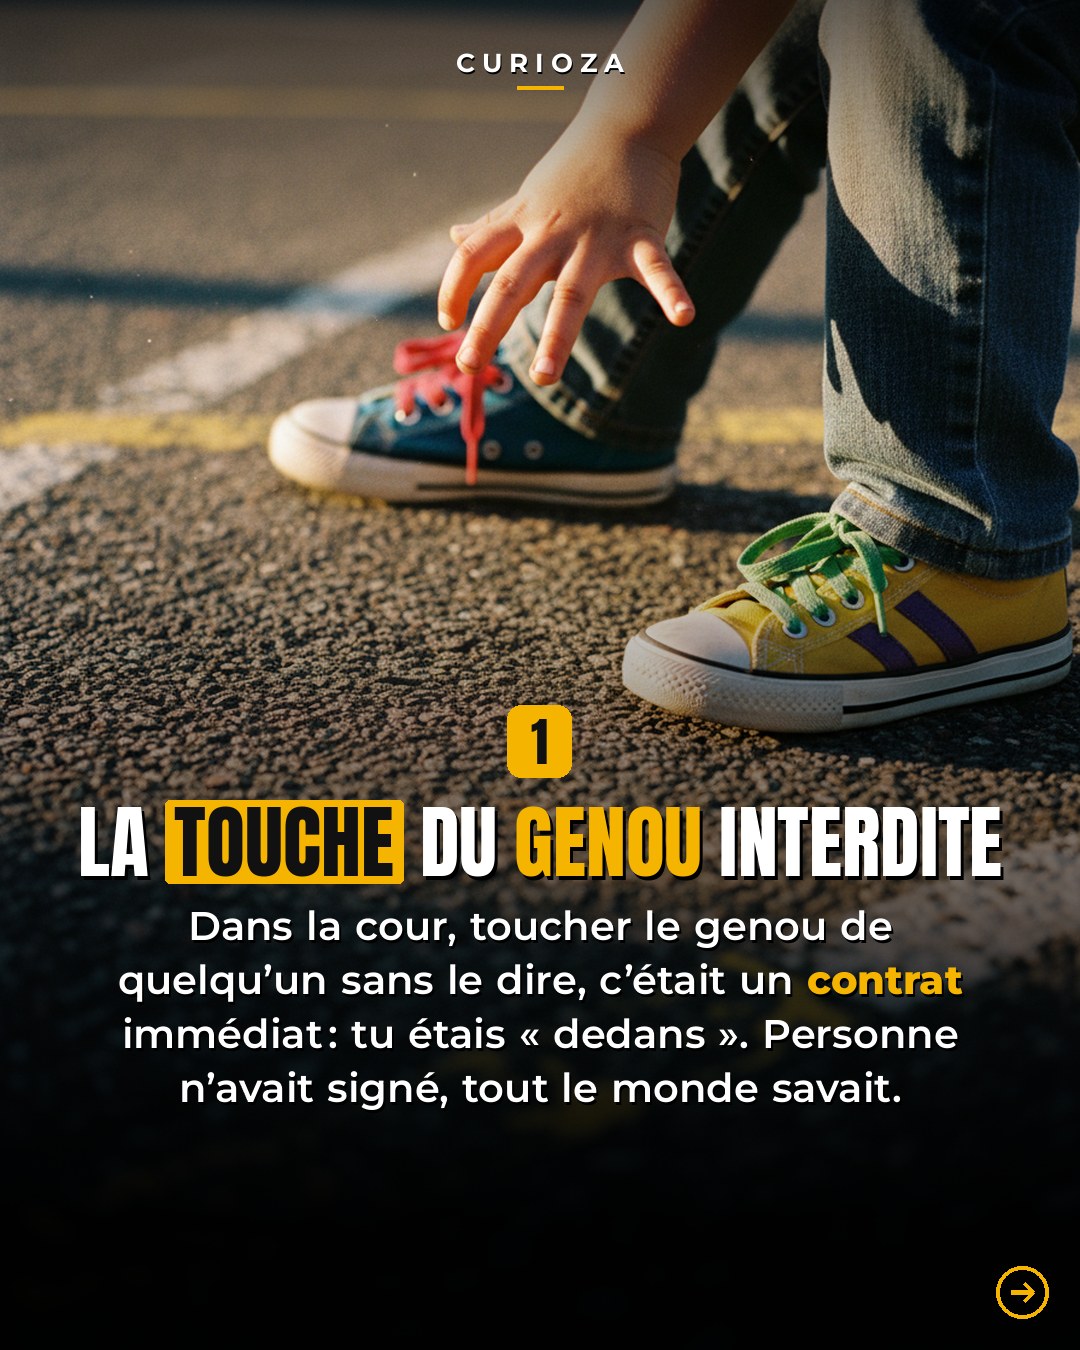 CURIOZA
1
LA TOUCHE DU GENOU INTERDITE
Dans la cour, toucher le genou de
quelqu’un sans le dire, c’était un contrat
immédiat : tu étais « dedans ». Personne
n’avait signé, tout le monde savait.